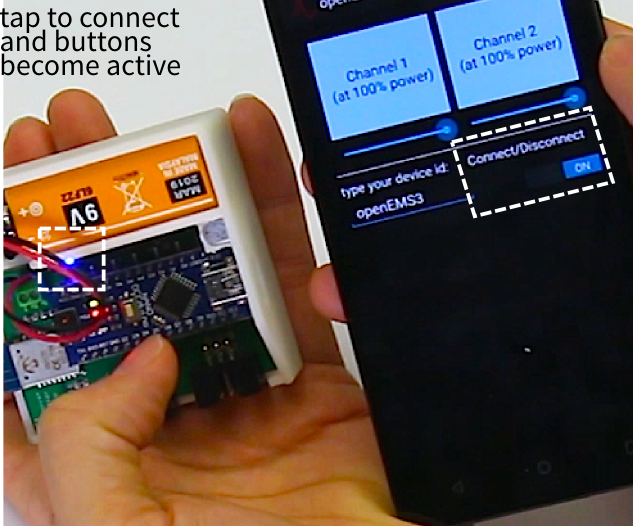 tap to connect
and buttons
become active
openE
Channel 1
(at 100% power)
Channel 2
(at 100% power)
type your device id:
openEMS3
Connect/Disconnect
ON
9V
6LF22
MADE IN
MALAYSIA
MAR
2019